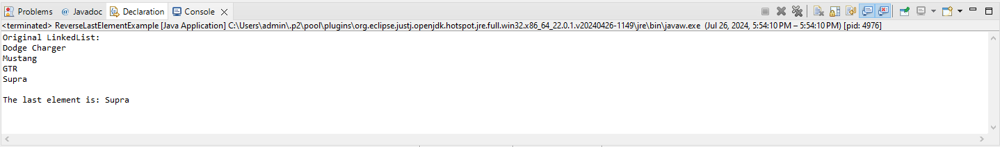 Problems Javadoc Declaration Console
<terminated> ReverseLastElementExample [Java Application] C:\Users\admin\.p2\pool\plugins\org.eclipse.justj.openjdk.hotspot.jre.full.win32.x86_64_22.0.1.v20240426-1149\jre\bin\javaw.exe (Jul 26, 2024, 5:54:10 PM – 5:54:10 PM) [pid: 4976]
Original LinkedList:
Dodge Charger
Mustang
GTR
Supra
The last element is: Supra